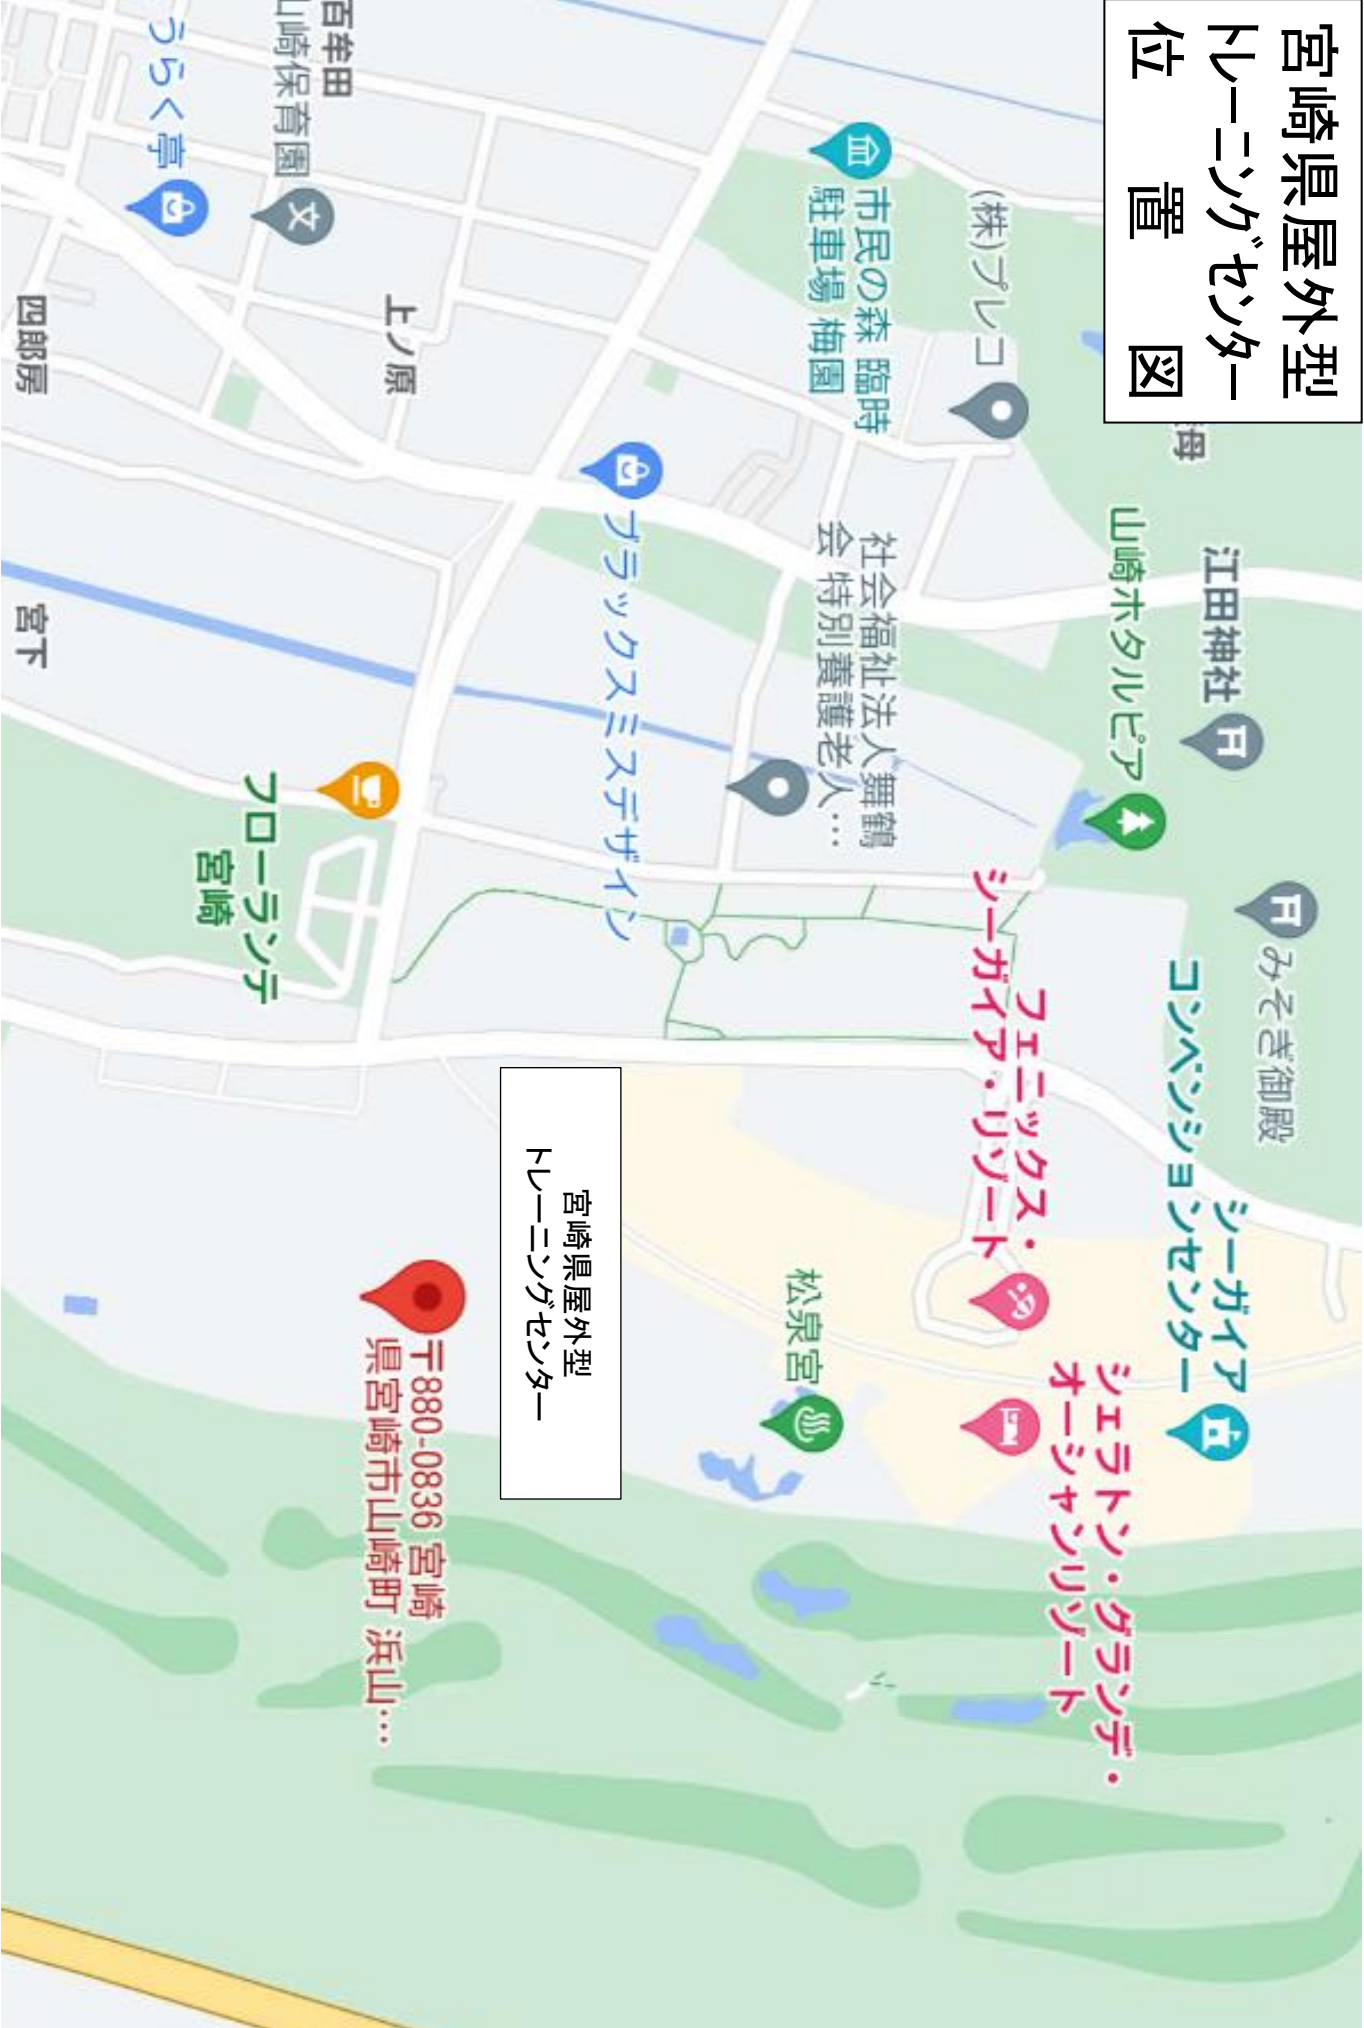 宮崎県屋外型
トレーニングセンター
位置図
江田神社
みそぎ御殿
シーガイア
コンベンションセンター
山崎ホタルピア
シェラトン・グランデ・
オーシャンリゾート
フェニックス・
シーガイア・リゾート
(株)プレコ
市民の森 臨時
駐車場 梅園
社会福祉法人舞鶴
会 特別養護老人…
松泉宮
ブラックスミスデザイン
宮崎県屋外型
トレーニングセンター
〒880-0836 宮崎
県宮崎市山崎町 浜山…
上ノ原
百牟田
山崎保育園
フローランテ
宮崎
うらく亭
四郎房
宮下